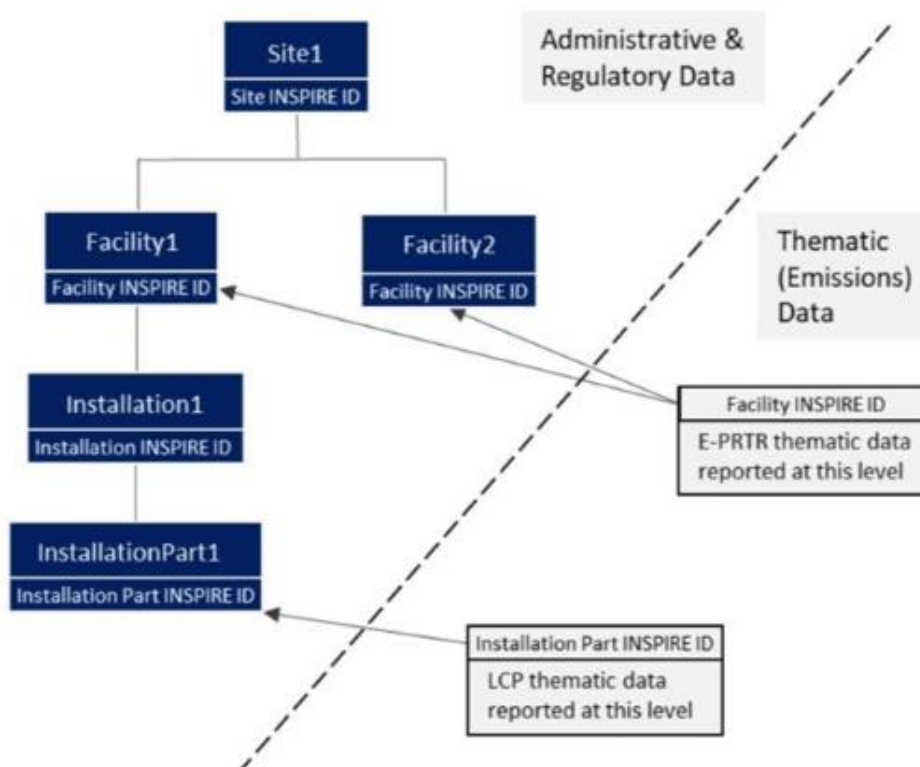 Site1
Site INSPIRE ID
Administrative &
Regulatory Data
Facility1
Facility INSPIRE ID
Facility2
Facility INSPIRE ID
Thematic
(Emissions)
Data
Installation1
Installation INSPIRE ID
Facility INSPIRE ID
E-PRTR thematic data
reported at this level
InstallationPart1
Installation Part INSPIRE ID
Installation Part INSPIRE ID
LCP thematic data
reported at this level